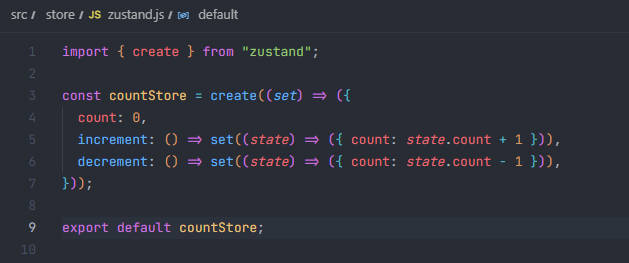 src / store / JS zustand.js / default
1 import { create } from "zustand";
2
3 const countStore = create((set) => ({
4 count: 0,
5 increment: () => set((state) => ({ count: state.count + 1 })),
6 decrement: () => set((state) => ({ count: state.count - 1 })),
7 }));
8
9 export default countStore;
10